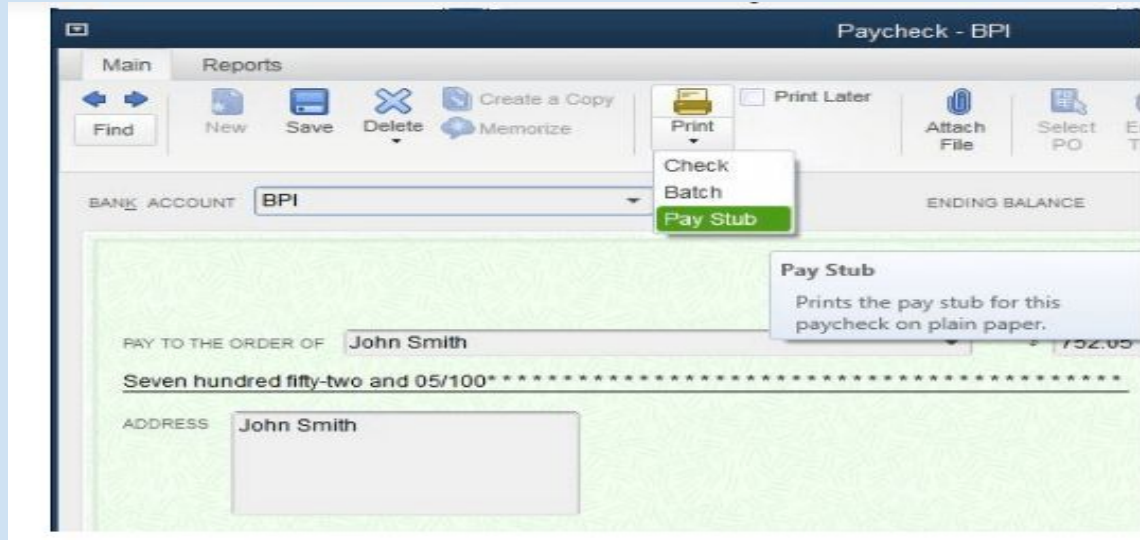 Paycheck - BPI
Main Reports
Find New Save Delete Create a Copy
Memorize
Print Print Later
Attach
File
Select
PO
Check
Batch
Pay Stub
BANK ACCOUNT BPI ENDING BALANCE
Pay Stub
Prints the pay stub for this
paycheck on plain paper.
PAY TO THE ORDER OF John Smith 752.05
Seven hundred fifty-two and 05/100* * * * * * * * * * * * * * * * * * * * * * * * * * * * * * * * * * * * * * * * * * * *
ADDRESS John Smith